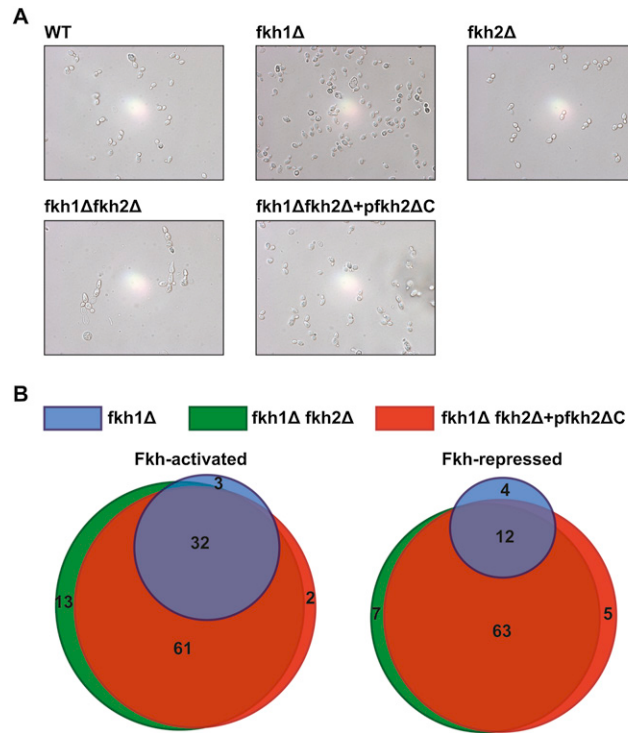 A
WT
fkh1Δ
fkh2Δ
fkh1Δfkh2Δ
fkh1Δfkh2Δ+pfkh2ΔC
B
fkh1Δ
fkh1Δ fkh2Δ
fkh1Δ fkh2Δ+pfkh2ΔC
Fkh-activated
Fkh-repressed
3
32
13
2
61
4
12
7
5
63